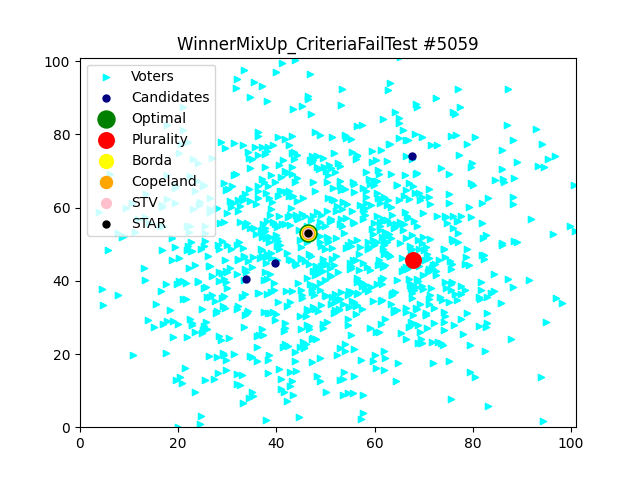 WinnerMixUp_CriteriaFailTest #5059
Voters
Candidates
Optimal
Plurality
Borda
Copeland
STV
STAR
100
80
60
40
20
0
0 20 40 60 80 100